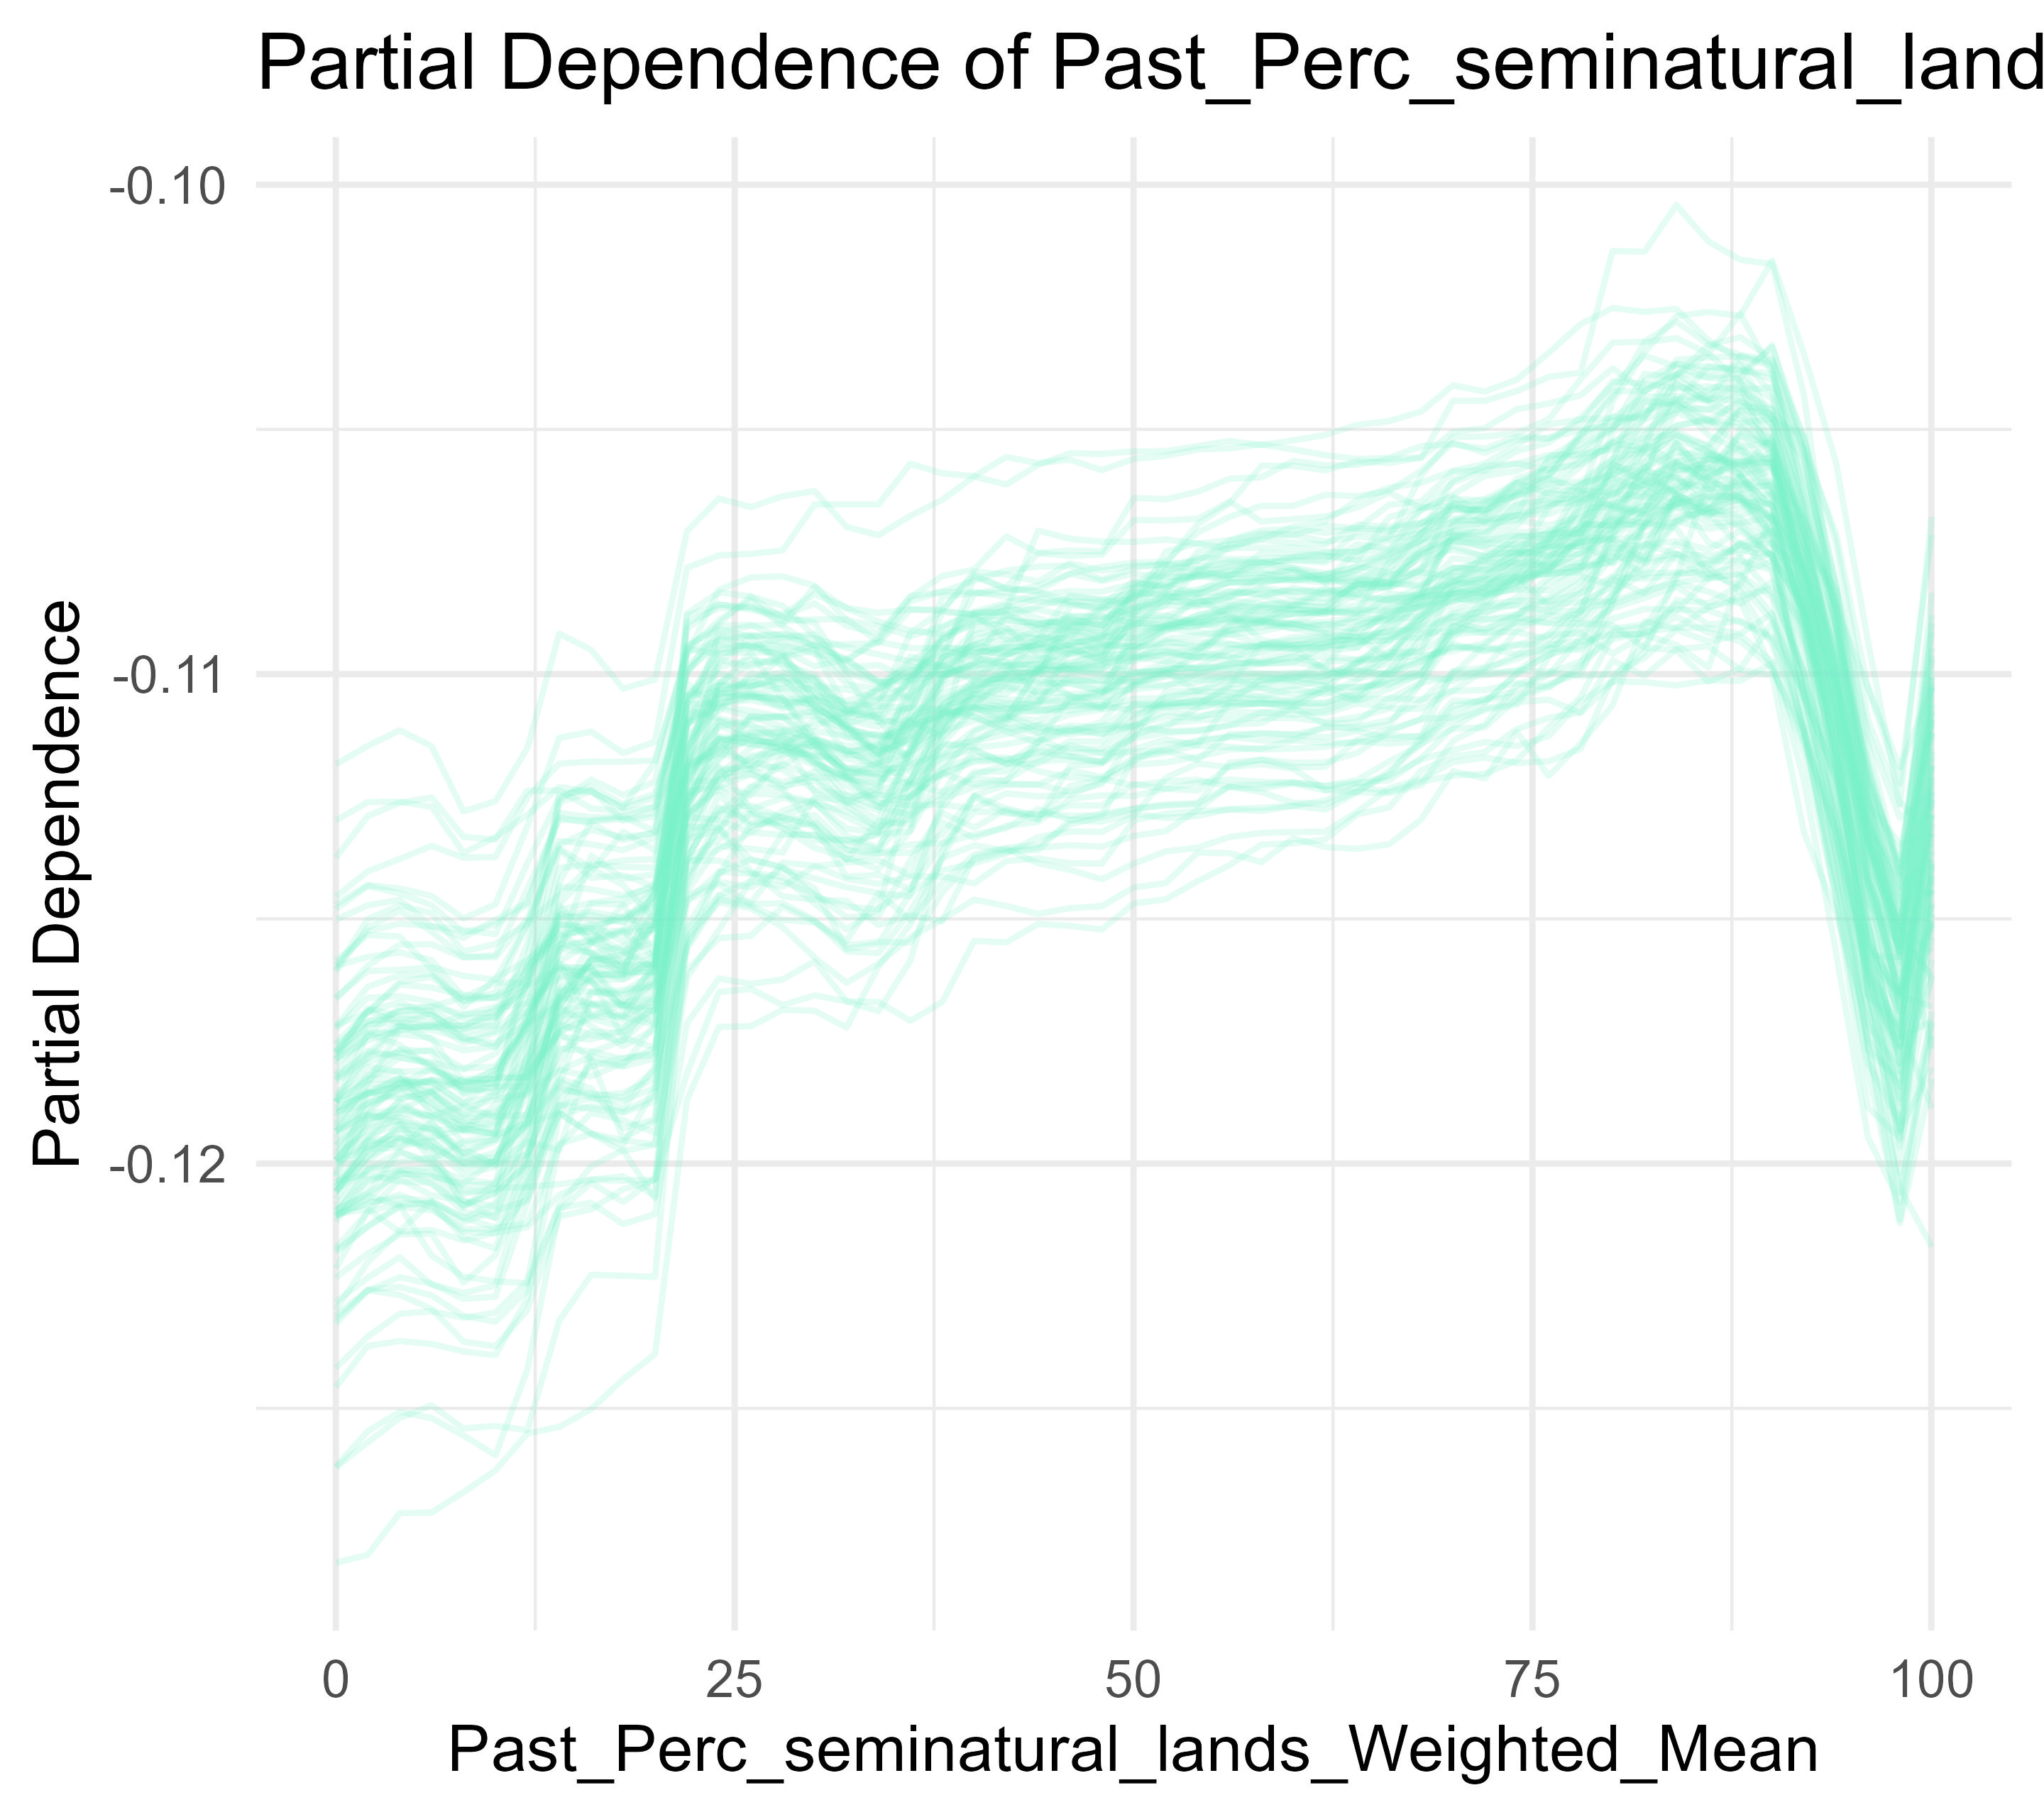 Partial Dependence of Past_Perc_seminatural_land
-0.10
-0.11
-0.12
Partial Dependence
0 25 50 75 100
Past_Perc_seminatural_lands_Weighted_Mean